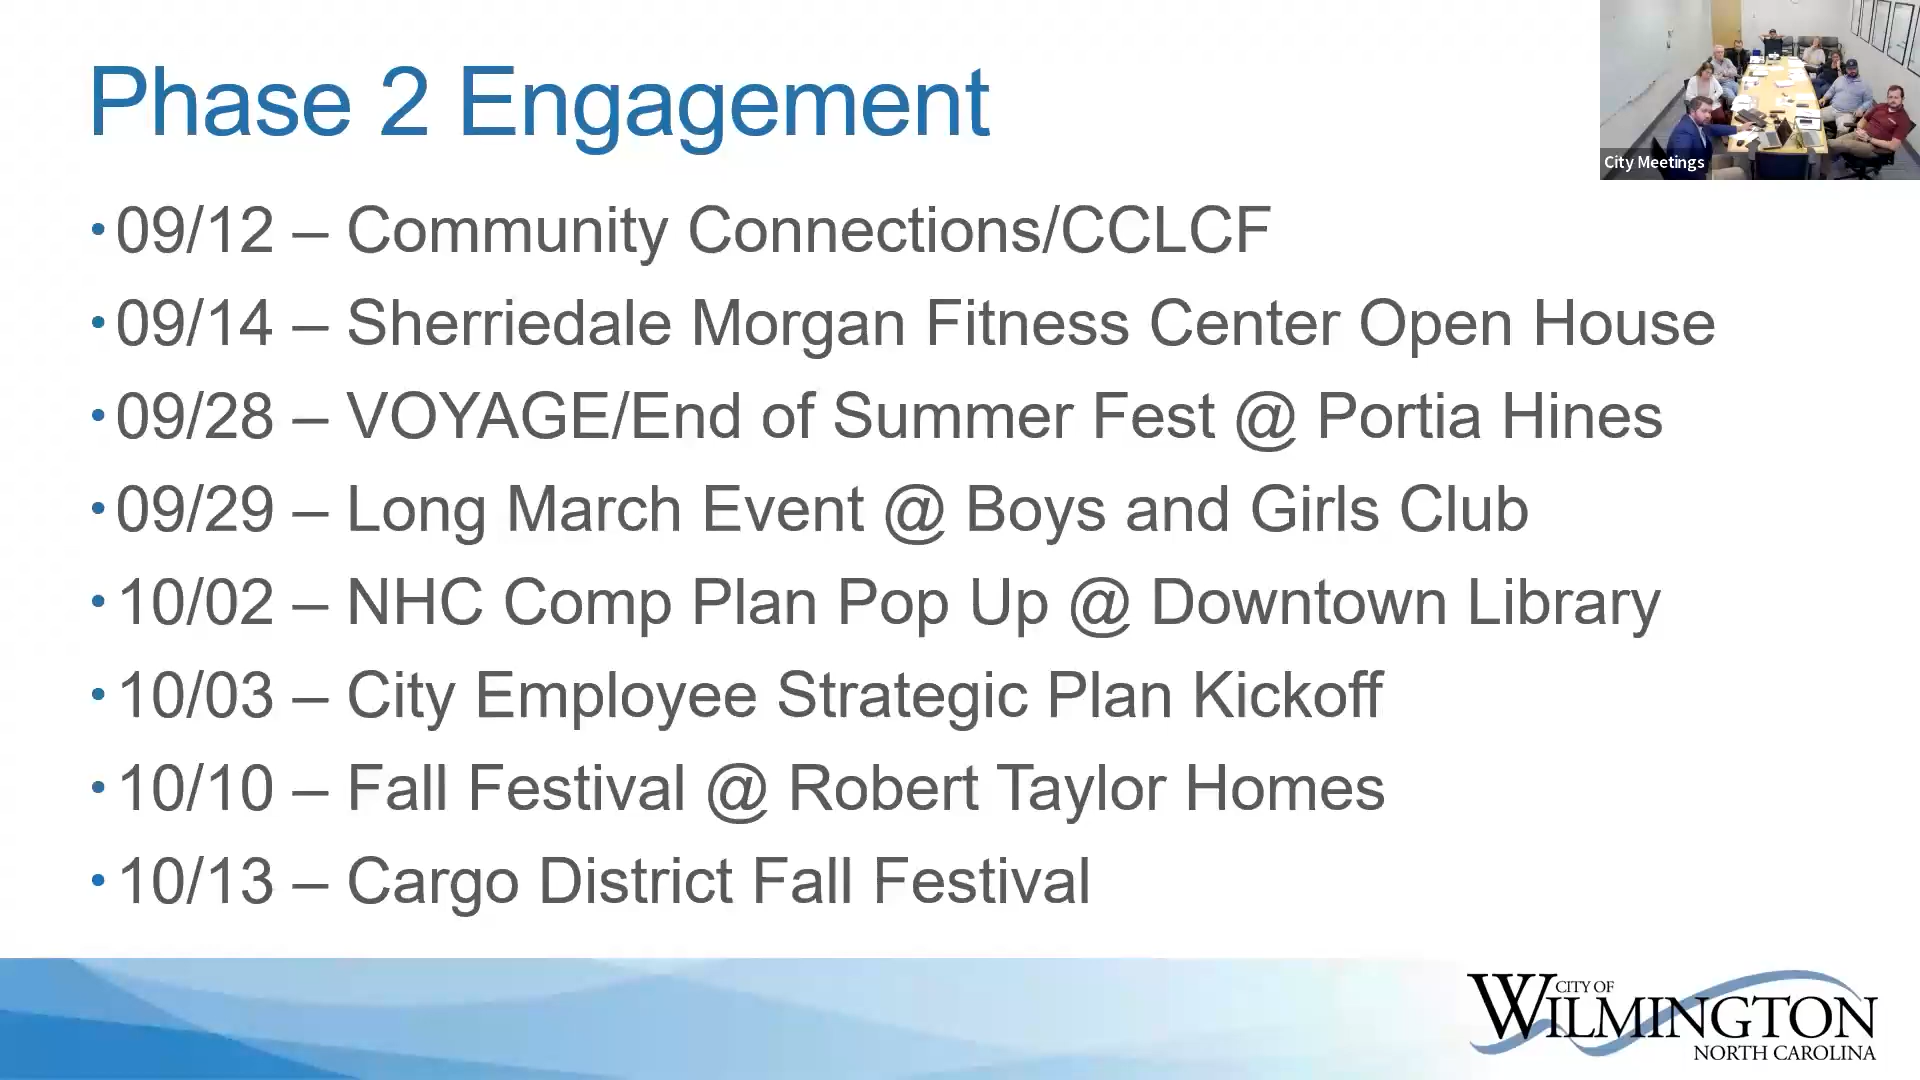 Phase 2 Engagement
City Meetings
• 09/12 – Community Connections/CCLCF
• 09/14 – Sherriedale Morgan Fitness Center Open House
• 09/28 – VOYAGE/End of Summer Fest @ Portia Hines
• 09/29 – Long March Event @ Boys and Girls Club
• 10/02 – NHC Comp Plan Pop Up @ Downtown Library
• 10/03 – City Employee Strategic Plan Kickoff
• 10/10 – Fall Festival @ Robert Taylor Homes
• 10/13 – Cargo District Fall Festival
CITY OF
WILMINGTON
NORTH CAROLINA